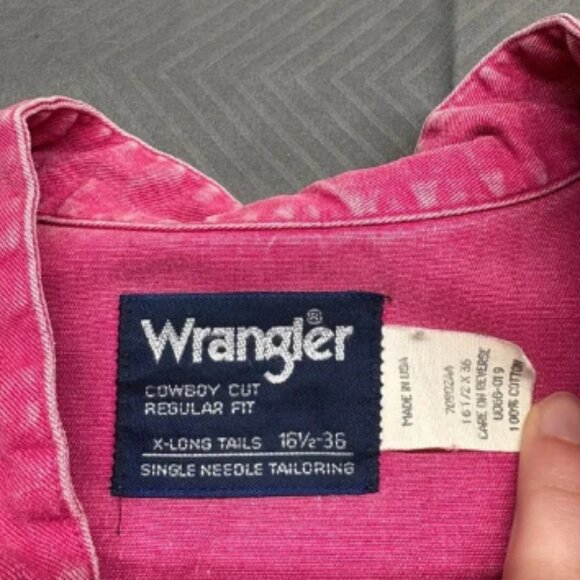 Wrangler®
COWBOY CUT
REGULAR FIT
X-LONG TAILS 16½-36
SINGLE NEEDLE TAILORING
MADE IN USA
16 1/2 X 36
CARE ON REVERSE
100% COTTON